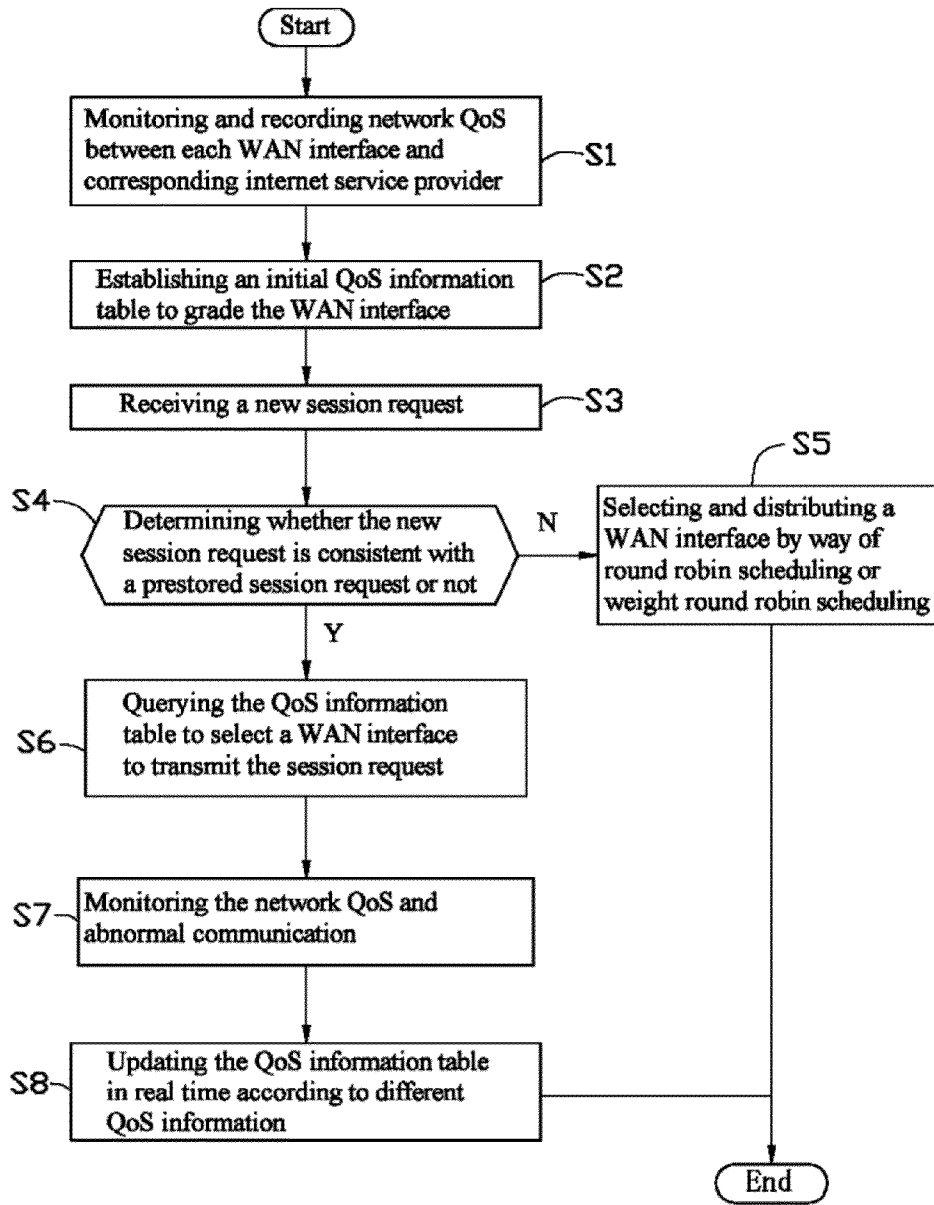 Start
Monitoring and recording network QoS
between each WAN interface and
corresponding internet service provider
S1
Establishing an initial QoS information
table to grade the WAN interface
S2
Receiving a new session request
S3
S4
Determining whether the new
session request is consistent with
a prestored session request or not
N
S5
Selecting and distributing a
WAN interface by way of
round robin scheduling or
weight round robin scheduling
Y
S6
Querying the QoS information
table to select a WAN interface
to transmit the session request
S7
Monitoring the network QoS and
abnormal communication
S8
Updating the QoS information table
in real time according to different
QoS information
End